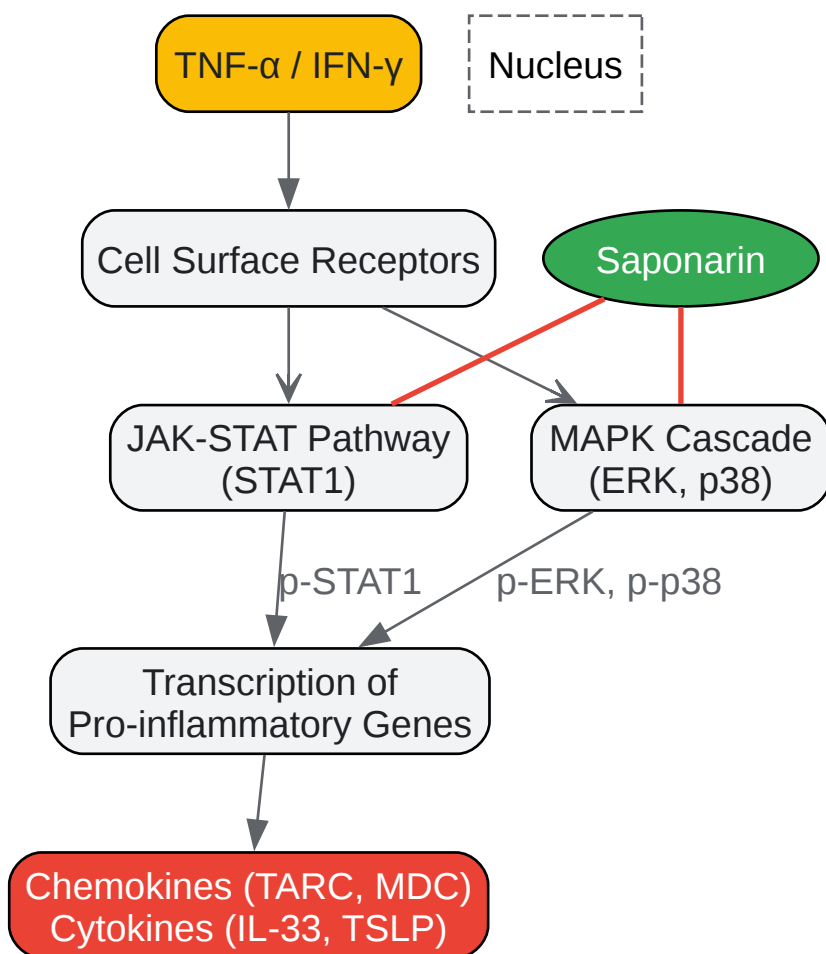 TNF-α / IFN-γ
Nucleus
Cell Surface Receptors
Saponarin
JAK-STAT Pathway
(STAT1)
MAPK Cascade
(ERK, p38)
p-STAT1
p-ERK, p-p38
Transcription of
Pro-inflammatory Genes
Chemokines (TARC, MDC)
Cytokines (IL-33, TSLP)